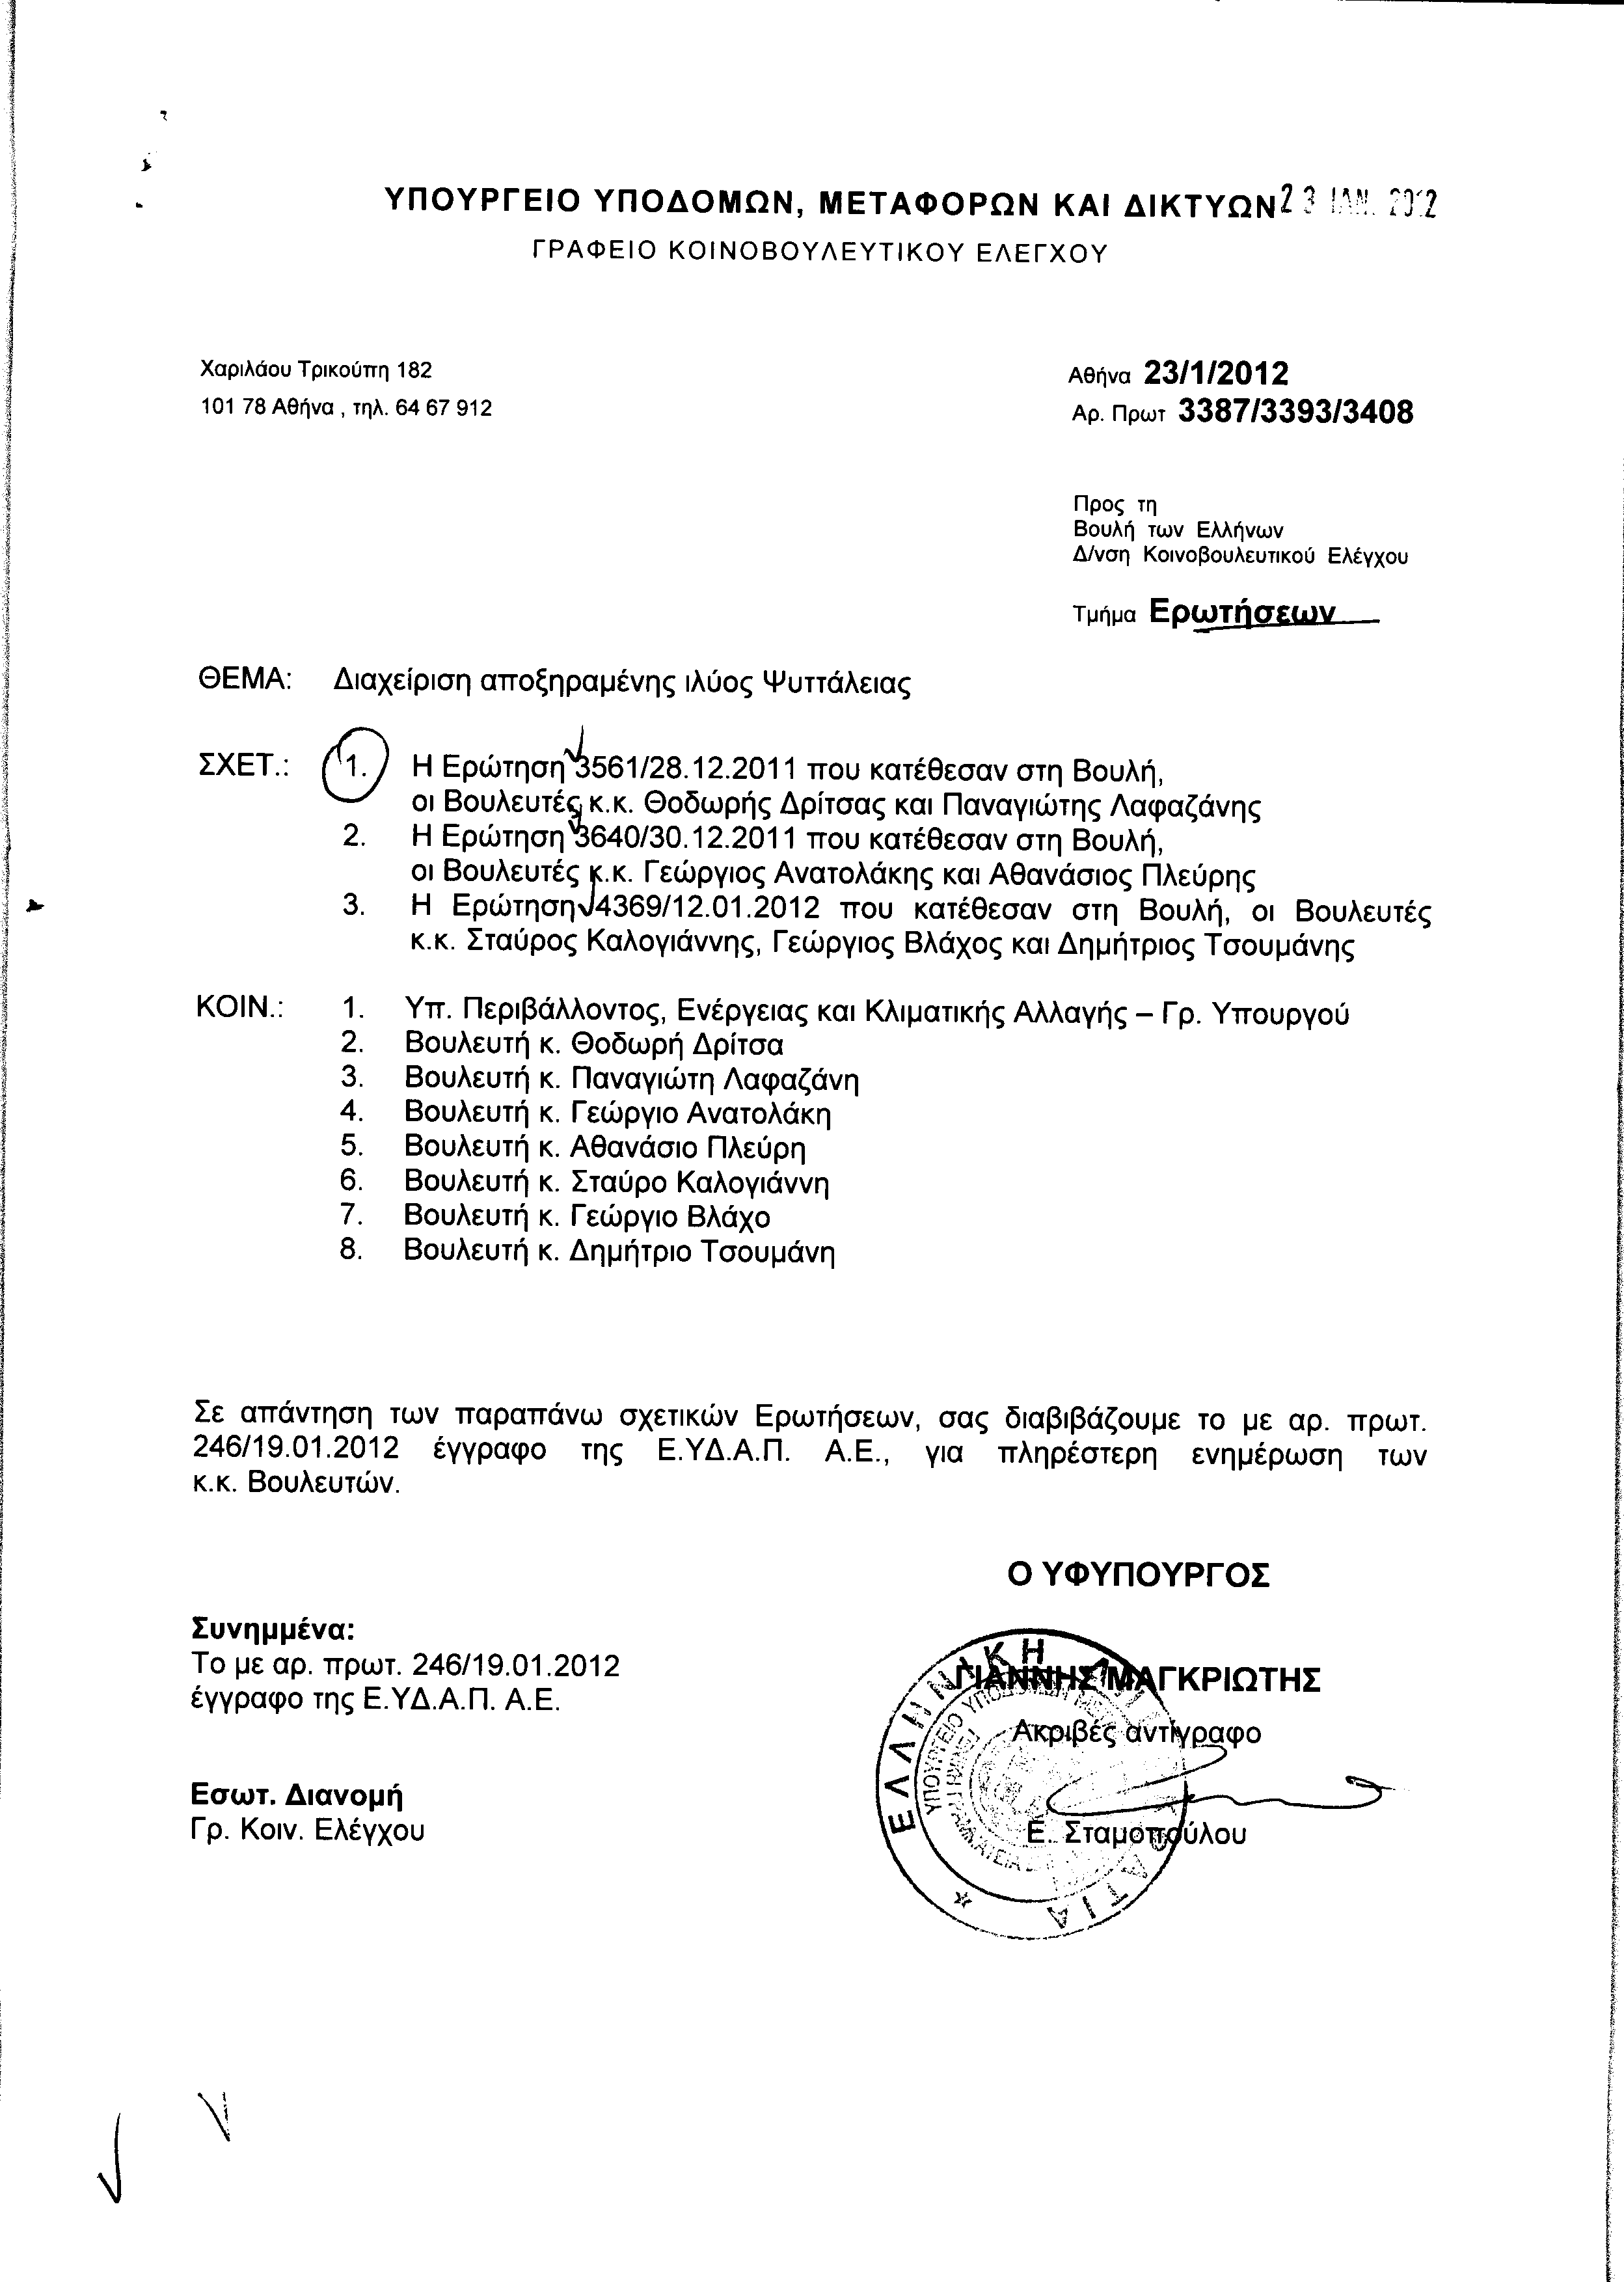 ΥΠΟΥΡΓΕΙΟ ΥΠΟΔΟΜΩΝ, ΜΕΤΑΦΟΡΩΝ ΚΑΙ ΔΙΚΤΥΩΝ 23 ΙΑΝ. 2012
ΓΡΑΦΕΙΟ ΚΟΙΝΟΒΟΥΛΕΥΤΙΚΟΥ ΕΛΕΓΧΟΥ
Χαριλάου Τρικούπη 182
101 78 Αθήνα , τηλ. 64 67 912
Αθήνα 23/1/2012
Αρ. Πρωτ 3387/3393/3408
Προς τη
Βουλή των Ελλήνων
Δ/νση Κοινοβουλευτικού Ελέγχου
Τμήμα Ερωτήσεων
ΘΕΜΑ: Διαχείριση αποξηραμένης ιλύος Ψυττάλειας
ΣΧΕΤ.: 1. Η Ερώτηση 3561/28.12.2011 που κατέθεσαν στη Βουλή,
οι Βουλευτές κ.κ. Θοδωρής Δρίτσας και Παναγιώτης Λαφαζάνης
2. Η Ερώτηση 3640/30.12.2011 που κατέθεσαν στη Βουλή,
οι Βουλευτές κ.κ. Γεώργιος Ανατολάκης και Αθανάσιος Πλεύρης
3. Η Ερώτηση 4369/12.01.2012 που κατέθεσαν στη Βουλή, οι Βουλευτές
κ.κ. Σταύρος Καλογιάννης, Γεώργιος Βλάχος και Δημήτριος Τσουμάνης
ΚΟΙΝ.: 1. Υπ. Περιβάλλοντος, Ενέργειας και Κλιματικής Αλλαγής – Γρ. Υπουργού
2. Βουλευτή κ. Θοδωρή Δρίτσα
3. Βουλευτή κ. Παναγιώτη Λαφαζάνη
4. Βουλευτή κ. Γεώργιο Ανατολάκη
5. Βουλευτή κ. Αθανάσιο Πλεύρη
6. Βουλευτή κ. Σταύρο Καλογιάννη
7. Βουλευτή κ. Γεώργιο Βλάχο
8. Βουλευτή κ. Δημήτριο Τσουμάνη
Σε απάντηση των παραπάνω σχετικών Ερωτήσεων, σας διαβιβάζουμε το με αρ. πρωτ.
246/19.01.2012 έγγραφο της Ε.ΥΔ.Α.Π. Α.Ε., για πληρέστερη ενημέρωση των
κ.κ. Βουλευτών.
Ο ΥΦΥΠΟΥΡΓΟΣ
Συνημμένα:
Το με αρ. πρωτ. 246/19.01.2012
έγγραφο της Ε.ΥΔ.Α.Π. Α.Ε.
ΓΙΑΝΝΗΣ ΜΑΓΚΡΙΩΤΗΣ
Ακριβές αντίγραφο
Ε. Σταμοπούλου
Εσωτ. Διανομή
Γρ. Κοιν. Ελέγχου
ΕΛΛΗΝΙΚΗ
ΥΠΟΥΡΓΕΙΟ ΥΠΟΔΟΜΩΝ